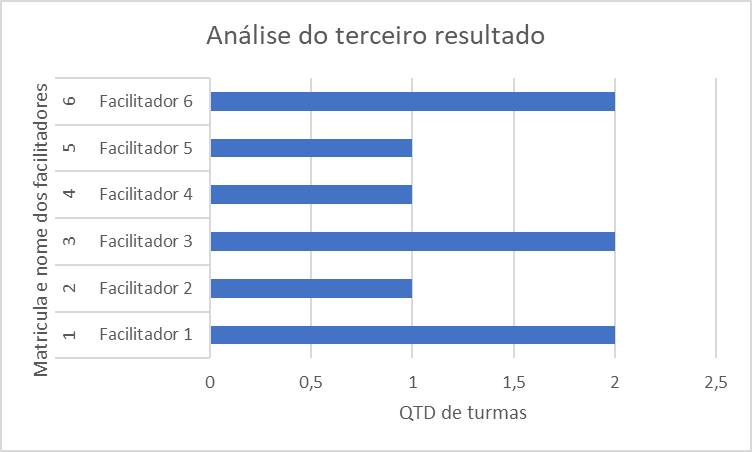 Análise do terceiro resultado
Matricula e nome dos facilitadores
6 Facilitador 6
5 Facilitador 5
4 Facilitador 4
3 Facilitador 3
2 Facilitador 2
1 Facilitador 1
0 0,5 1 1,5 2 2,5
QTD de turmas